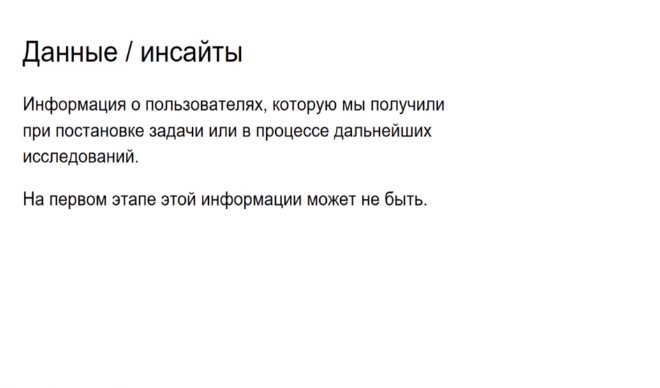 Данные / инсайты
Информация о пользователях, которую мы получили
при постановке задачи или в процессе дальнейших
исследований.
На первом этапе этой информации может не быть.